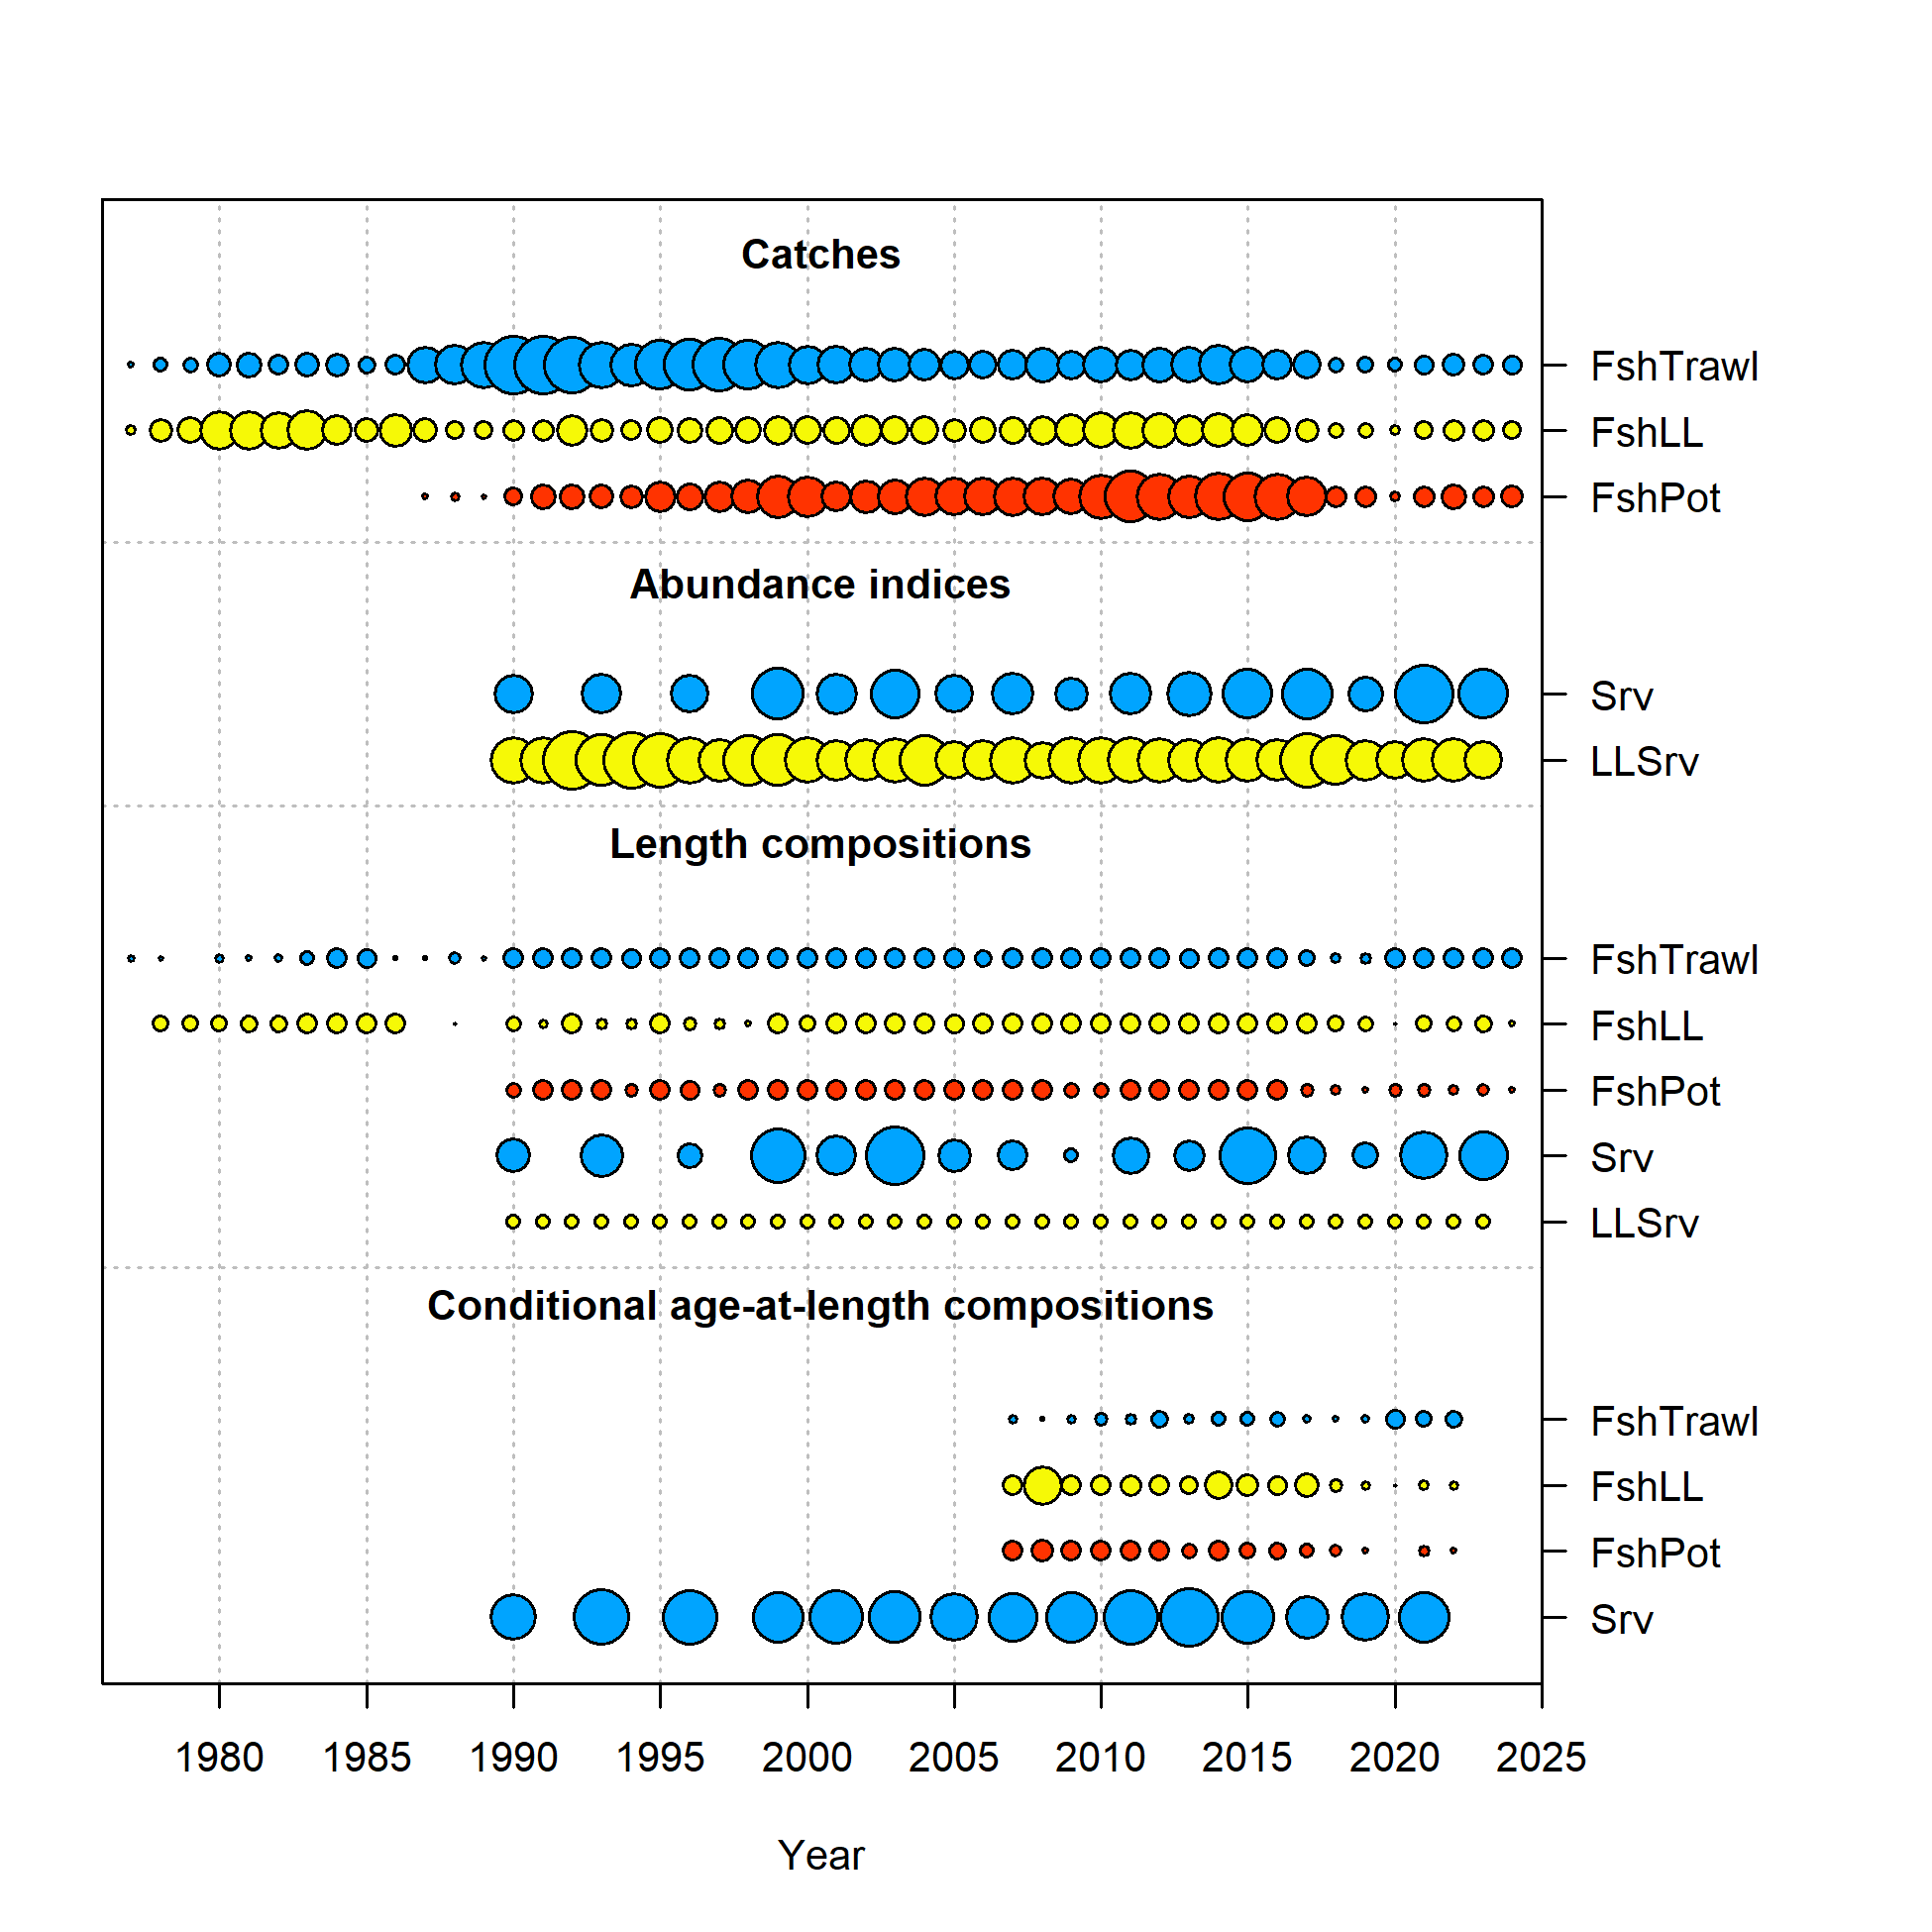 Catches
FshTrawl
FshLL
FshPot
Abundance indices
Srv
LLSrv
Length compositions
FshTrawl
FshLL
FshPot
Srv
LLSrv
Conditional age-at-length compositions
FshTrawl
FshLL
FshPot
Srv
1980 1985 1990 1995 2000 2005 2010 2015 2020 2025
Year